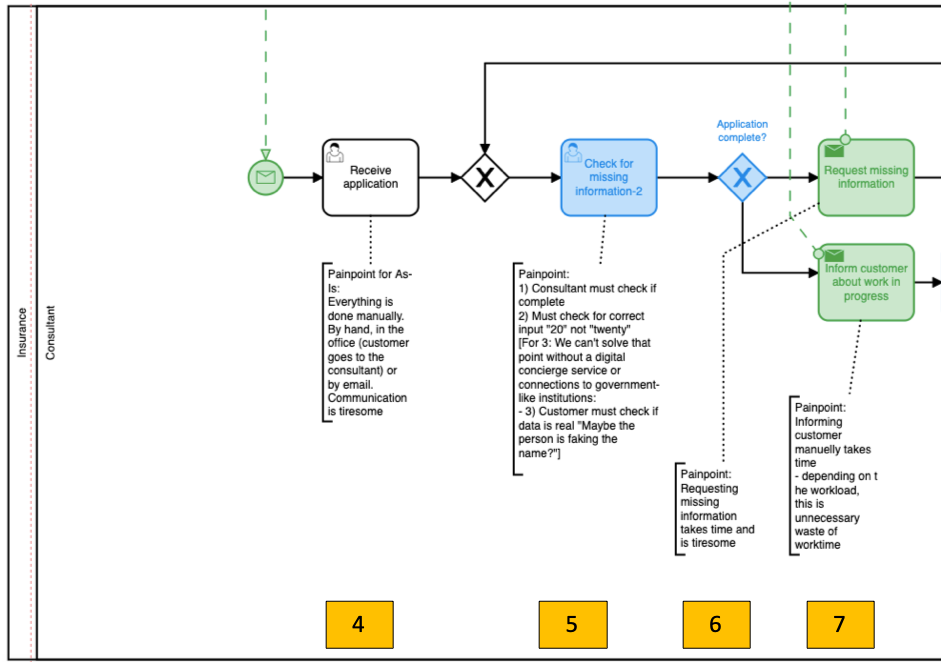 Insurance
Consultant
Receive
application
Check for
missing
information-2
Application
complete?
Request missing
information
Inform customer
about work in
progress
Painpoint for As-
Is:
Everything is
done manually.
By hand, in the
office (customer
goes to the
consultant) or
by email.
Communication
is tiresome
Painpoint:
1) Consultant must check if
complete
2) Must check for correct
input "20" not "twenty"
[For 3: We can't solve that
point without a digital
concierge service or
connections to government-
like institutions:
- 3) Customer must check if
data is real "Maybe the
person is faking the
name?"]
Painpoint:
Requesting
missing
information
takes time and
is tiresome
Painpoint:
Informing
customer
manuelly takes
time
- depending on t
he workload,
this is
unnecessary
waste of
worktime
4
5
6
7